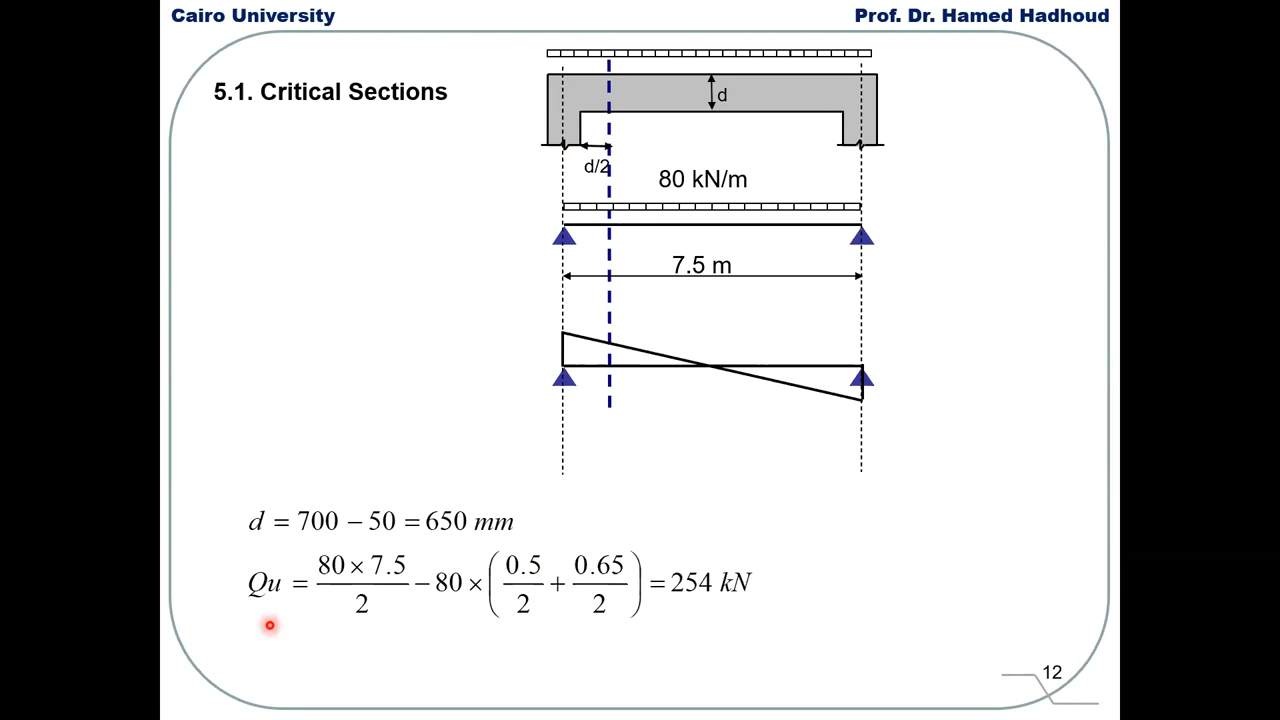 Cairo University
Prof. Dr. Hamed Hadhoud
5.1. Critical Sections
d
d/2
80 kN/m
7.5 m
d = 700 − 50 = 650 mm
Qu = 80 × 7.5 / 2 − 80 × ( 0.5 / 2 + 0.65 / 2 ) = 254 kN
12